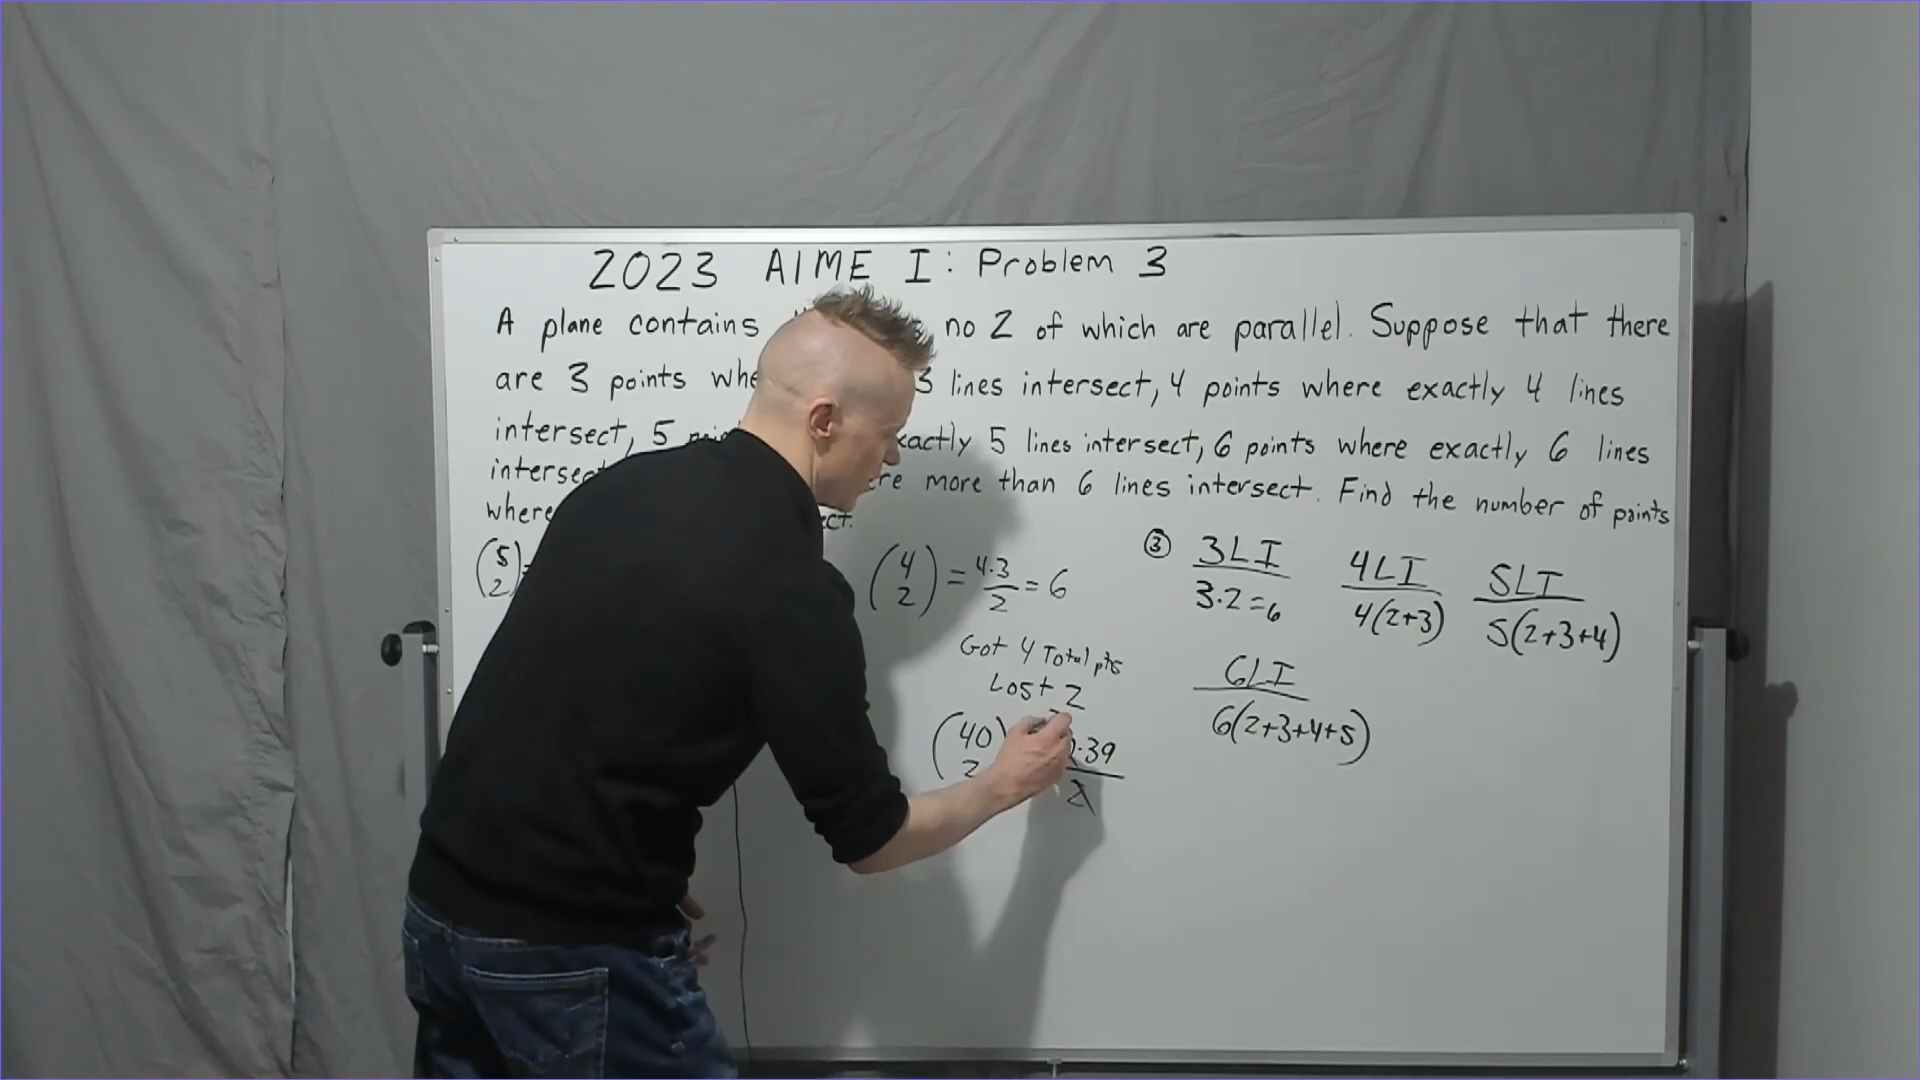 2023 AIME I: Problem 3
A plane contains no 2 of which are parallel. Suppose that there
are 3 points 3 lines intersect, 4 points where exactly 4 lines
intersect, 5 exactly 5 lines intersect, 6 points where exactly 6 lines
more than 6 lines intersect. Find the number of points
where
(5 2)=
(4 2) = 4·3/2 = 6
Got 4 Total pts
Lost 2
(40 2) ·39/2
③ 3LI
3·2=6
4LI
4(2+3)
5LI
5(2+3+4)
6LI
6(2+3+4+5)